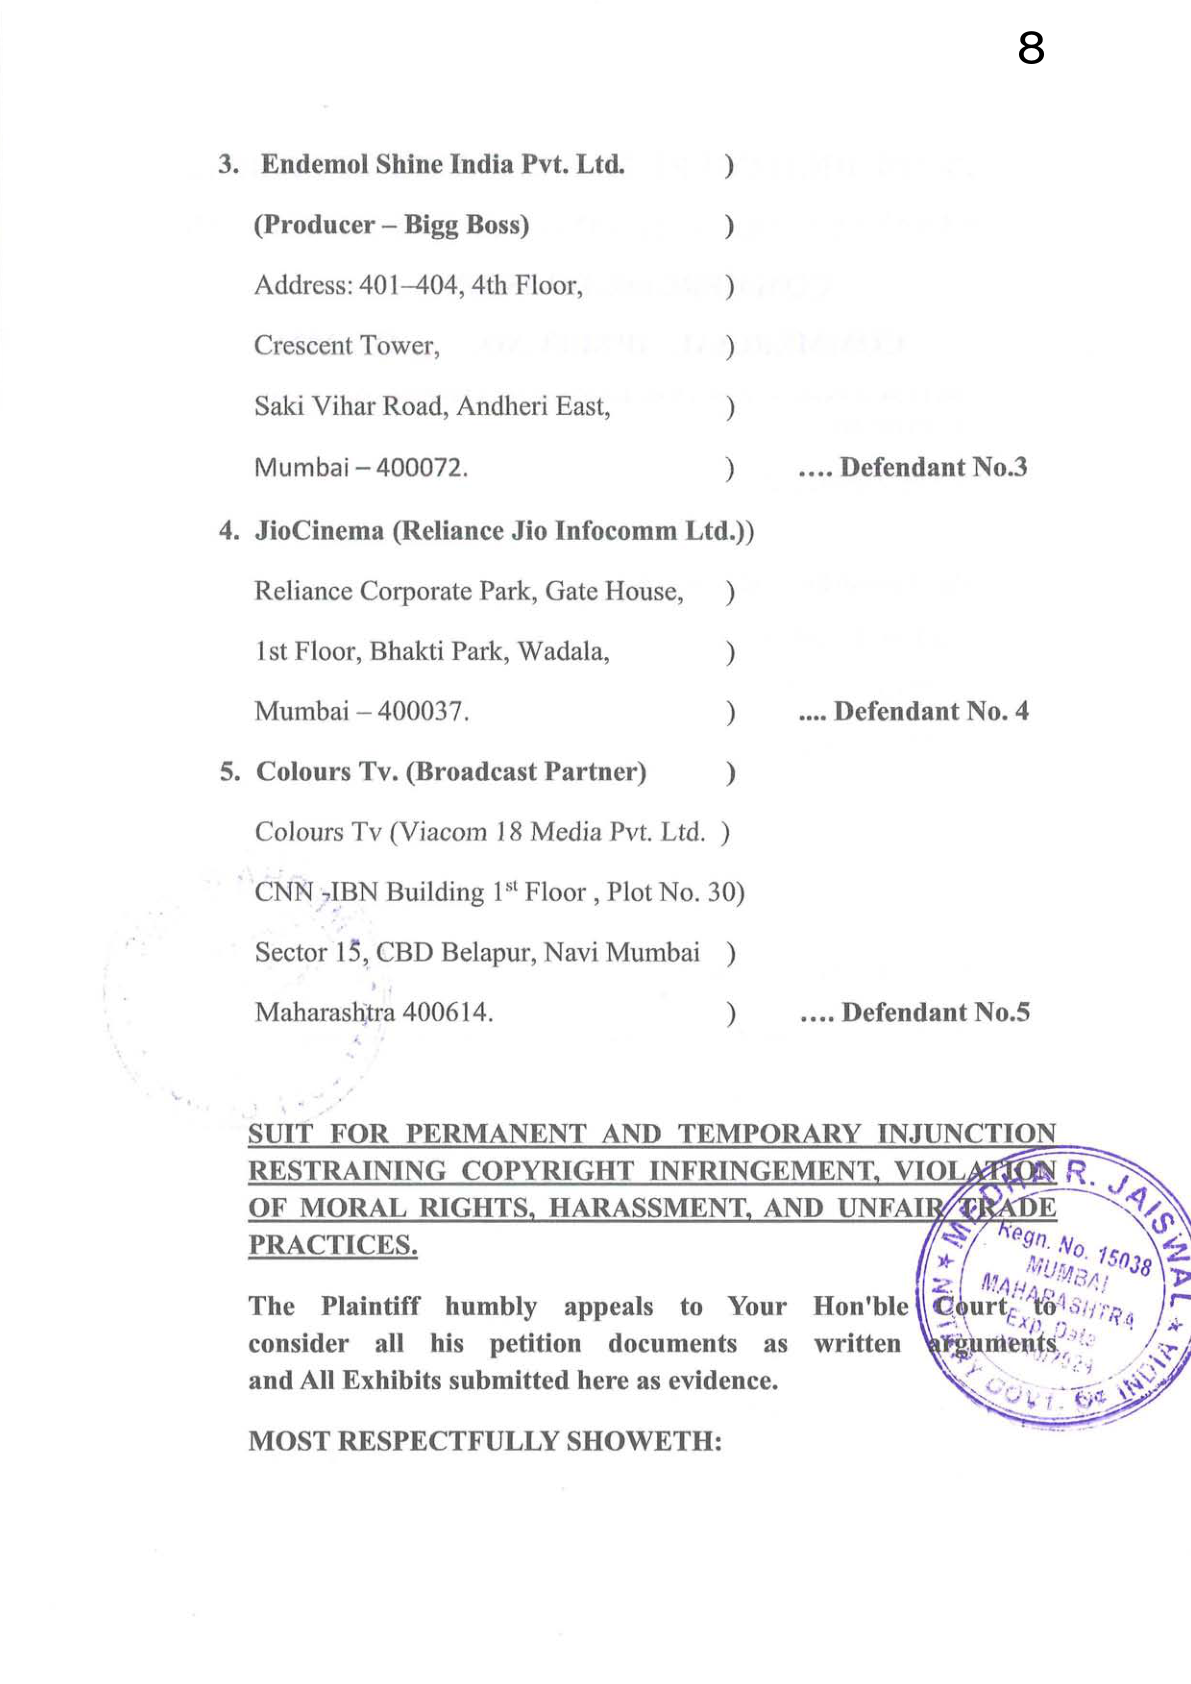 8
3. Endemol Shine India Pvt. Ltd. )
(Producer – Bigg Boss) )
Address: 401–404, 4th Floor, )
Crescent Tower, )
Saki Vihar Road, Andheri East, )
Mumbai – 400072. ) .... Defendant No.3
4. JioCinema (Reliance Jio Infocomm Ltd.))
Reliance Corporate Park, Gate House, )
1st Floor, Bhakti Park, Wadala, )
Mumbai – 400037. ) .... Defendant No. 4
5. Colours Tv. (Broadcast Partner) )
Colours Tv (Viacom 18 Media Pvt. Ltd. )
CNN -IBN Building 1st Floor , Plot No. 30)
Sector 15, CBD Belapur, Navi Mumbai )
Maharashtra 400614. ) .... Defendant No.5
SUIT FOR PERMANENT AND TEMPORARY INJUNCTION
RESTRAINING COPYRIGHT INFRINGEMENT, VIOLATION
OF MORAL RIGHTS, HARASSMENT, AND UNFAIR TRADE
PRACTICES.
The Plaintiff humbly appeals to Your Hon'ble Court to
consider all his petition documents as written arguments
and All Exhibits submitted here as evidence.
MOST RESPECTFULLY SHOWETH:
MEDHA R. JAISWAL
Regn. No. 15038
MUMBAI
MAHARASHTRA
Exp. Date
GOVT. OF INDIA